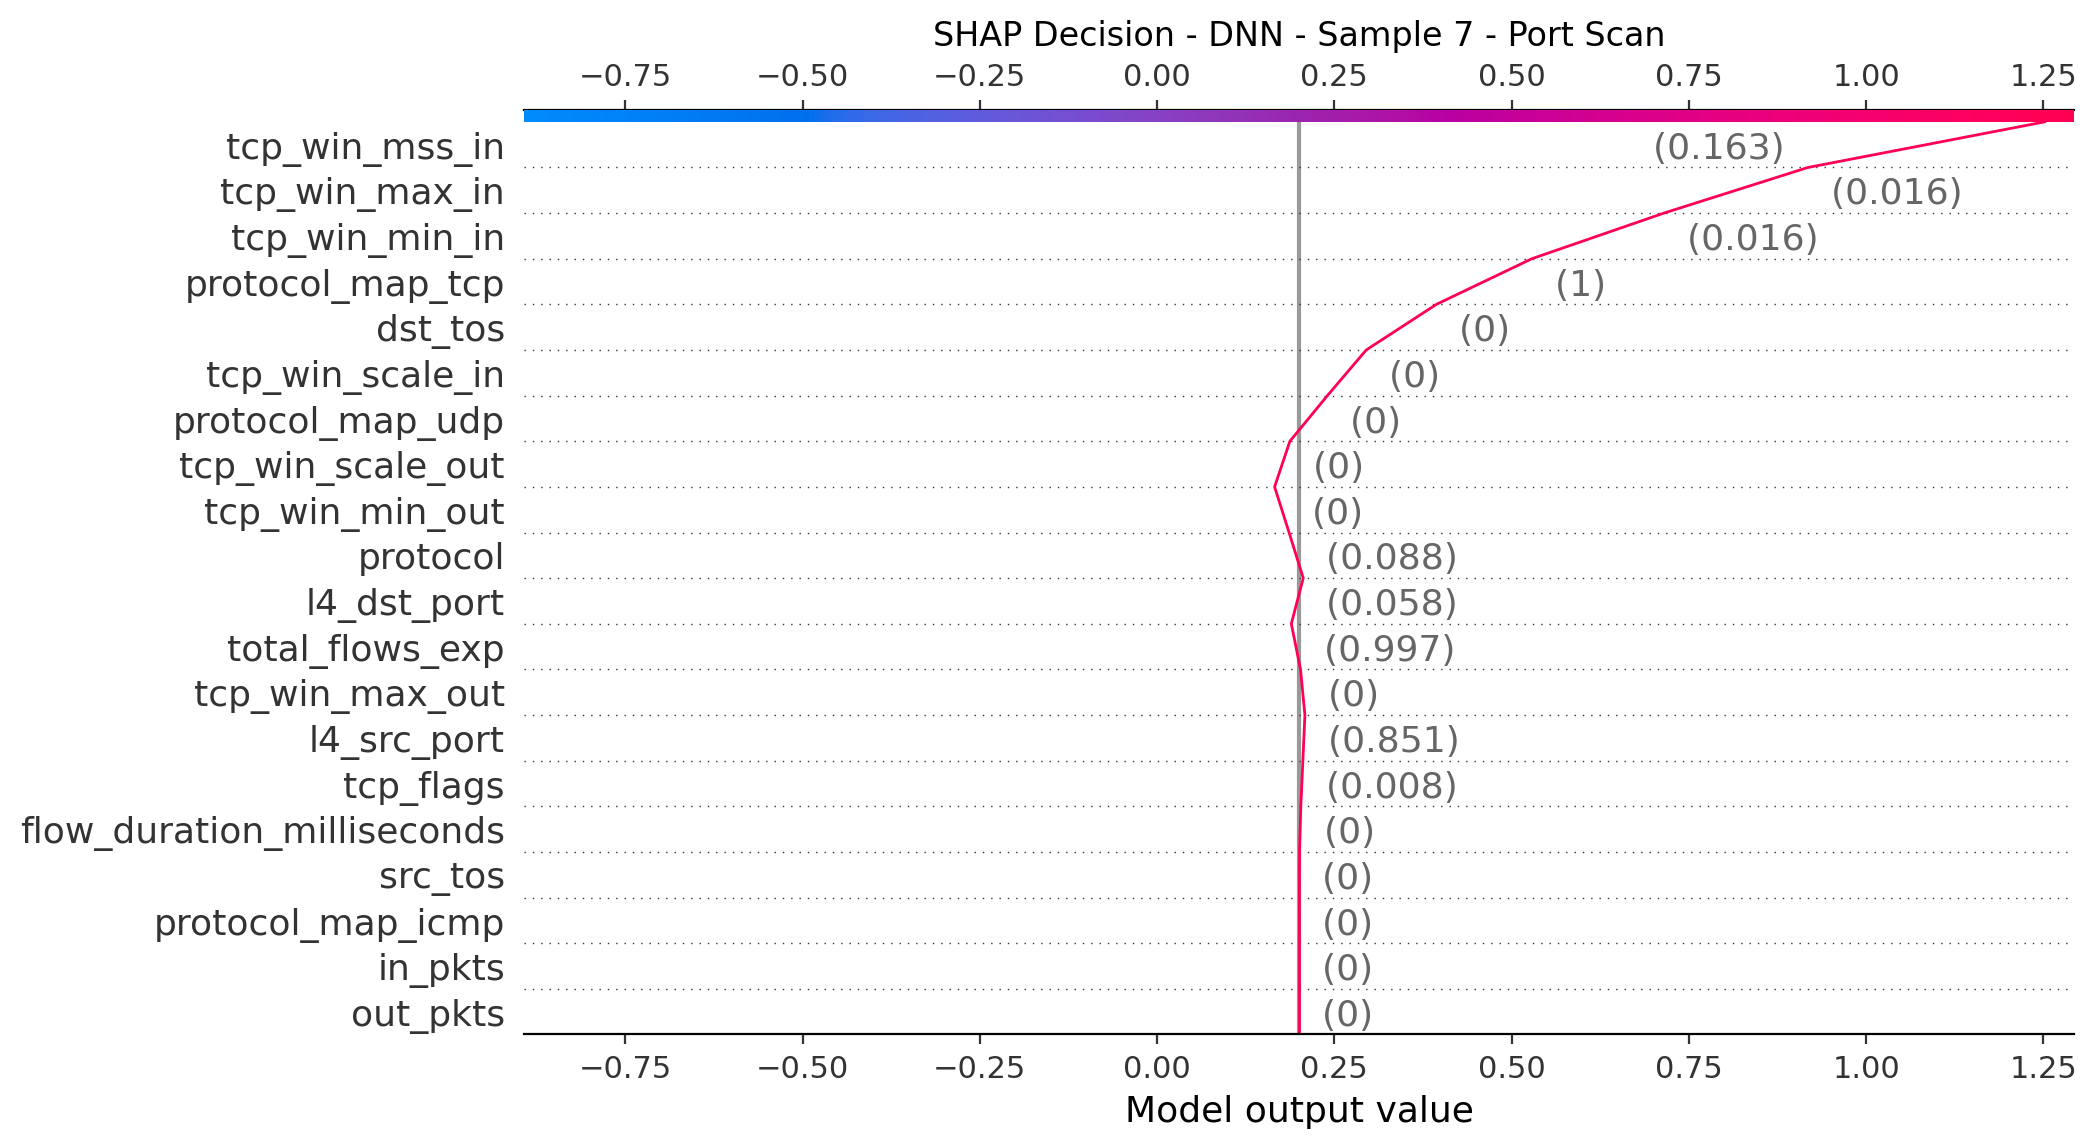 SHAP Decision - DNN - Sample 7 - Port Scan
−0.75 −0.50 −0.25 0.00 0.25 0.50 0.75 1.00 1.25
tcp_win_mss_in (0.163)
tcp_win_max_in (0.016)
tcp_win_min_in (0.016)
protocol_map_tcp (1)
dst_tos (0)
tcp_win_scale_in (0)
protocol_map_udp (0)
tcp_win_scale_out (0)
tcp_win_min_out (0)
protocol (0.088)
l4_dst_port (0.058)
total_flows_exp (0.997)
tcp_win_max_out (0)
l4_src_port (0.851)
tcp_flags (0.008)
flow_duration_milliseconds (0)
src_tos (0)
protocol_map_icmp (0)
in_pkts (0)
out_pkts (0)
−0.75 −0.50 −0.25 0.00 0.25 0.50 0.75 1.00 1.25
Model output value